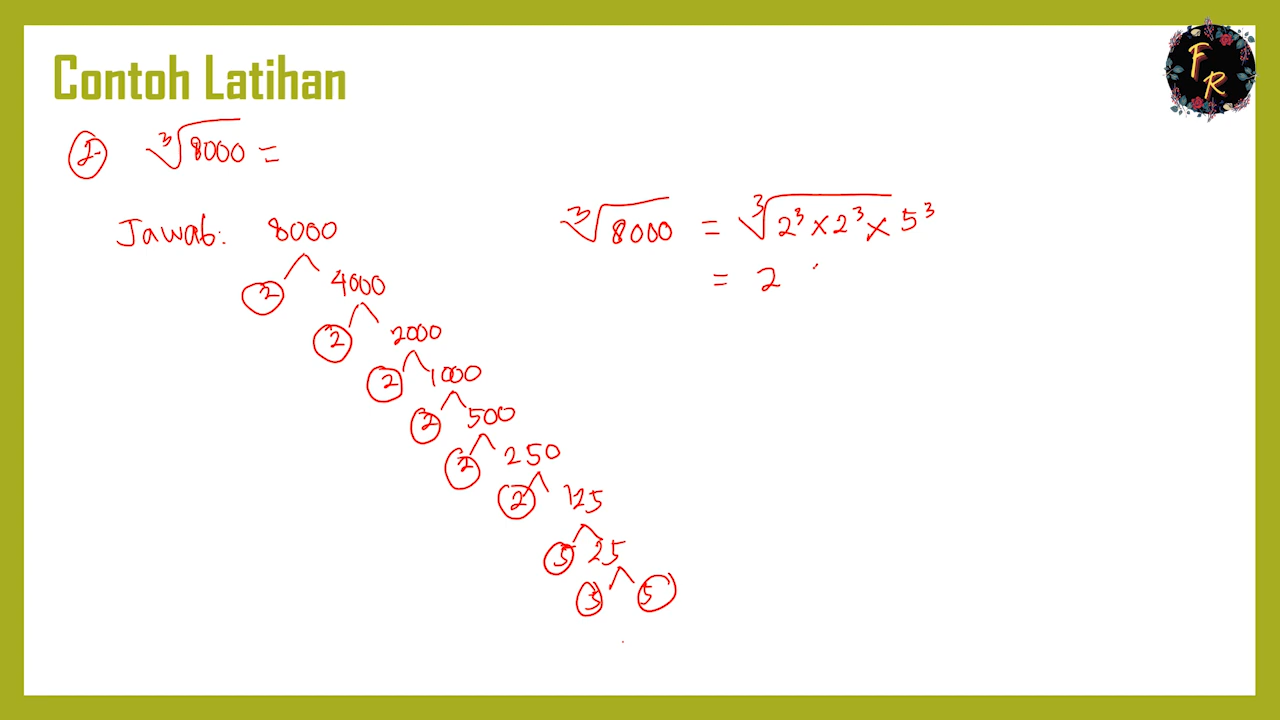 Contoh Latihan
F
R
2. ∛8000 =
Jawab: 8000
2 4000
2 2000
2 1000
2 500
2 250
2 125
5 25
5 5
∛8000 = ∛2³ x 2³ x 5³
= 2